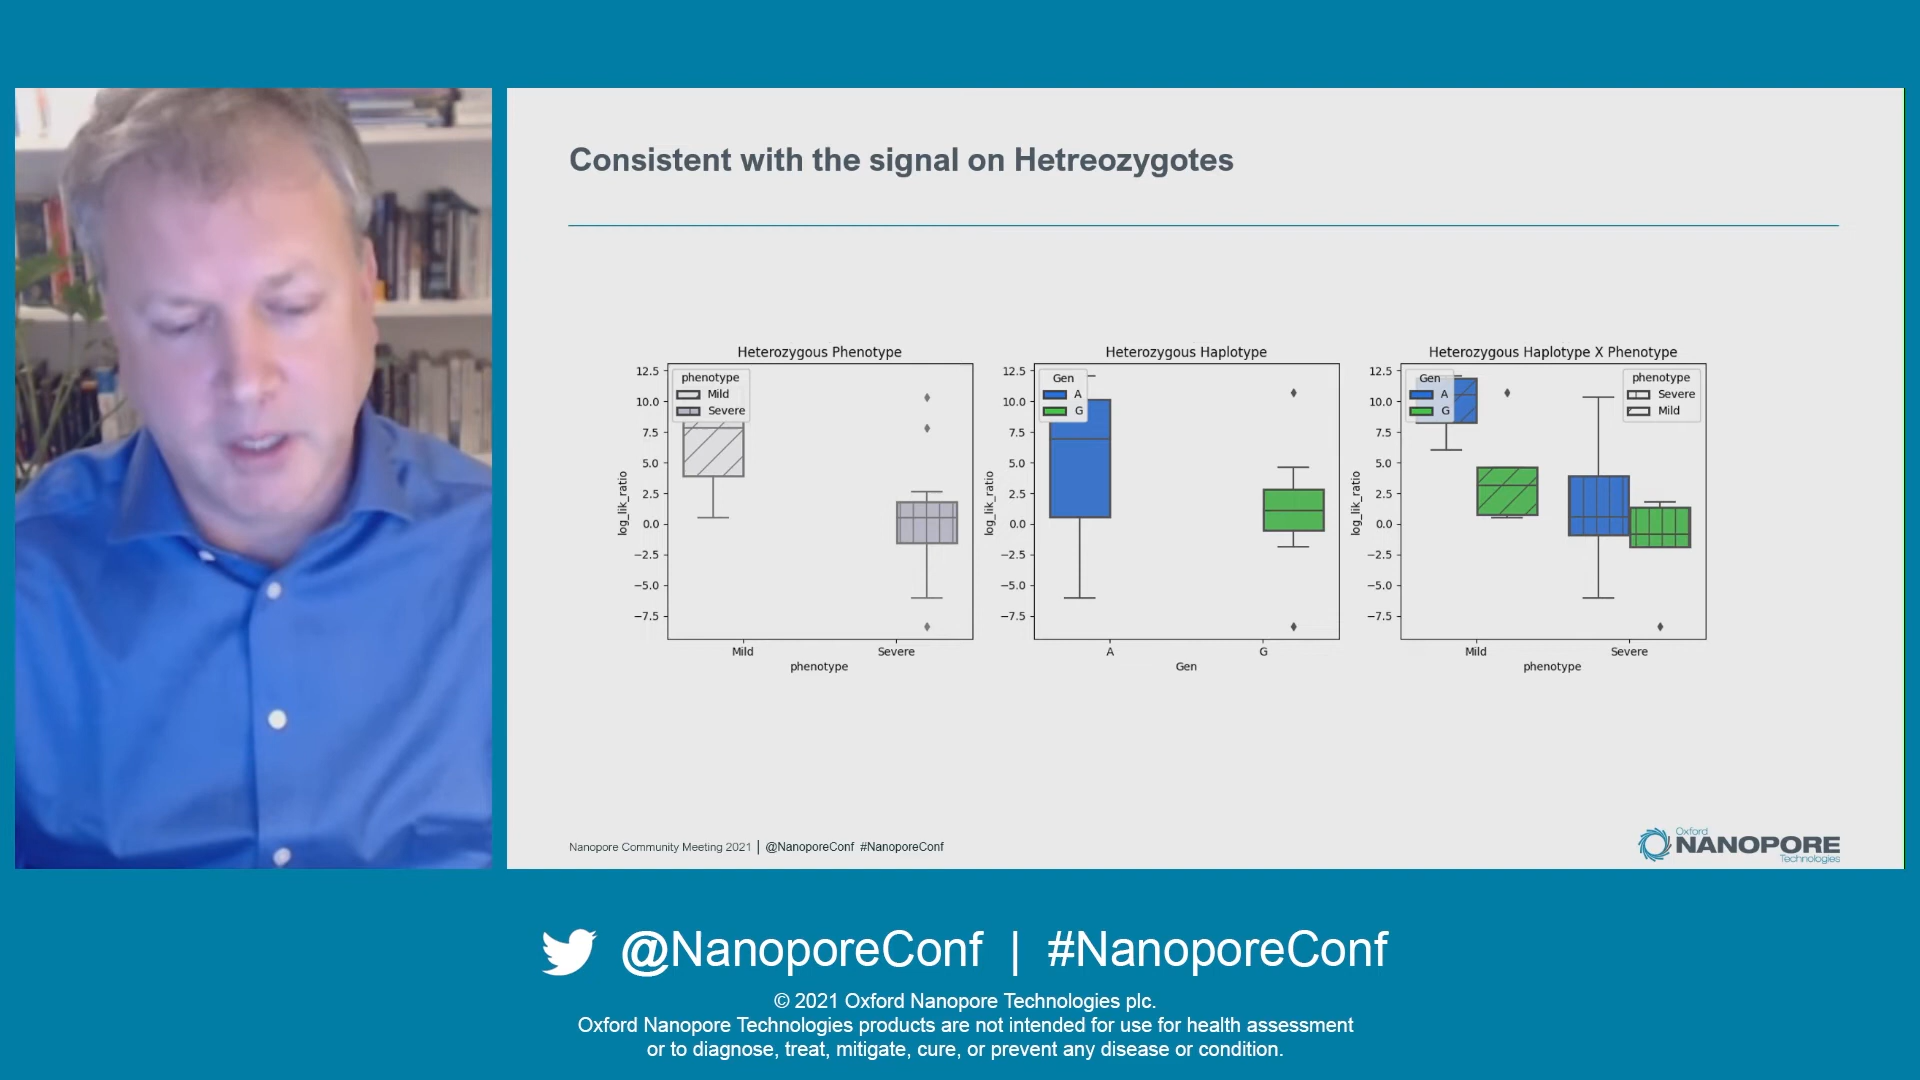 Consistent with the signal on Hetreozygotes
Heterozygous Phenotype
12.5
10.0
7.5
5.0
2.5
0.0
−2.5
−5.0
−7.5
log_lik_ratio
phenotype
Mild
Severe
Mild
Severe
phenotype
Heterozygous Haplotype
12.5
10.0
7.5
5.0
2.5
0.0
−2.5
−5.0
−7.5
log_lik_ratio
Gen
A
G
A
G
Gen
Heterozygous Haplotype X Phenotype
12.5
10.0
7.5
5.0
2.5
0.0
−2.5
−5.0
−7.5
log_lik_ratio
Gen
A
G
phenotype
Severe
Mild
Mild
Severe
phenotype
Nanopore Community Meeting 2021 | @NanoporeConf #NanoporeConf
Oxford
NANOPORE
Technologies
@NanoporeConf | #NanoporeConf
© 2021 Oxford Nanopore Technologies plc.
Oxford Nanopore Technologies products are not intended for use for health assessment
or to diagnose, treat, mitigate, cure, or prevent any disease or condition.